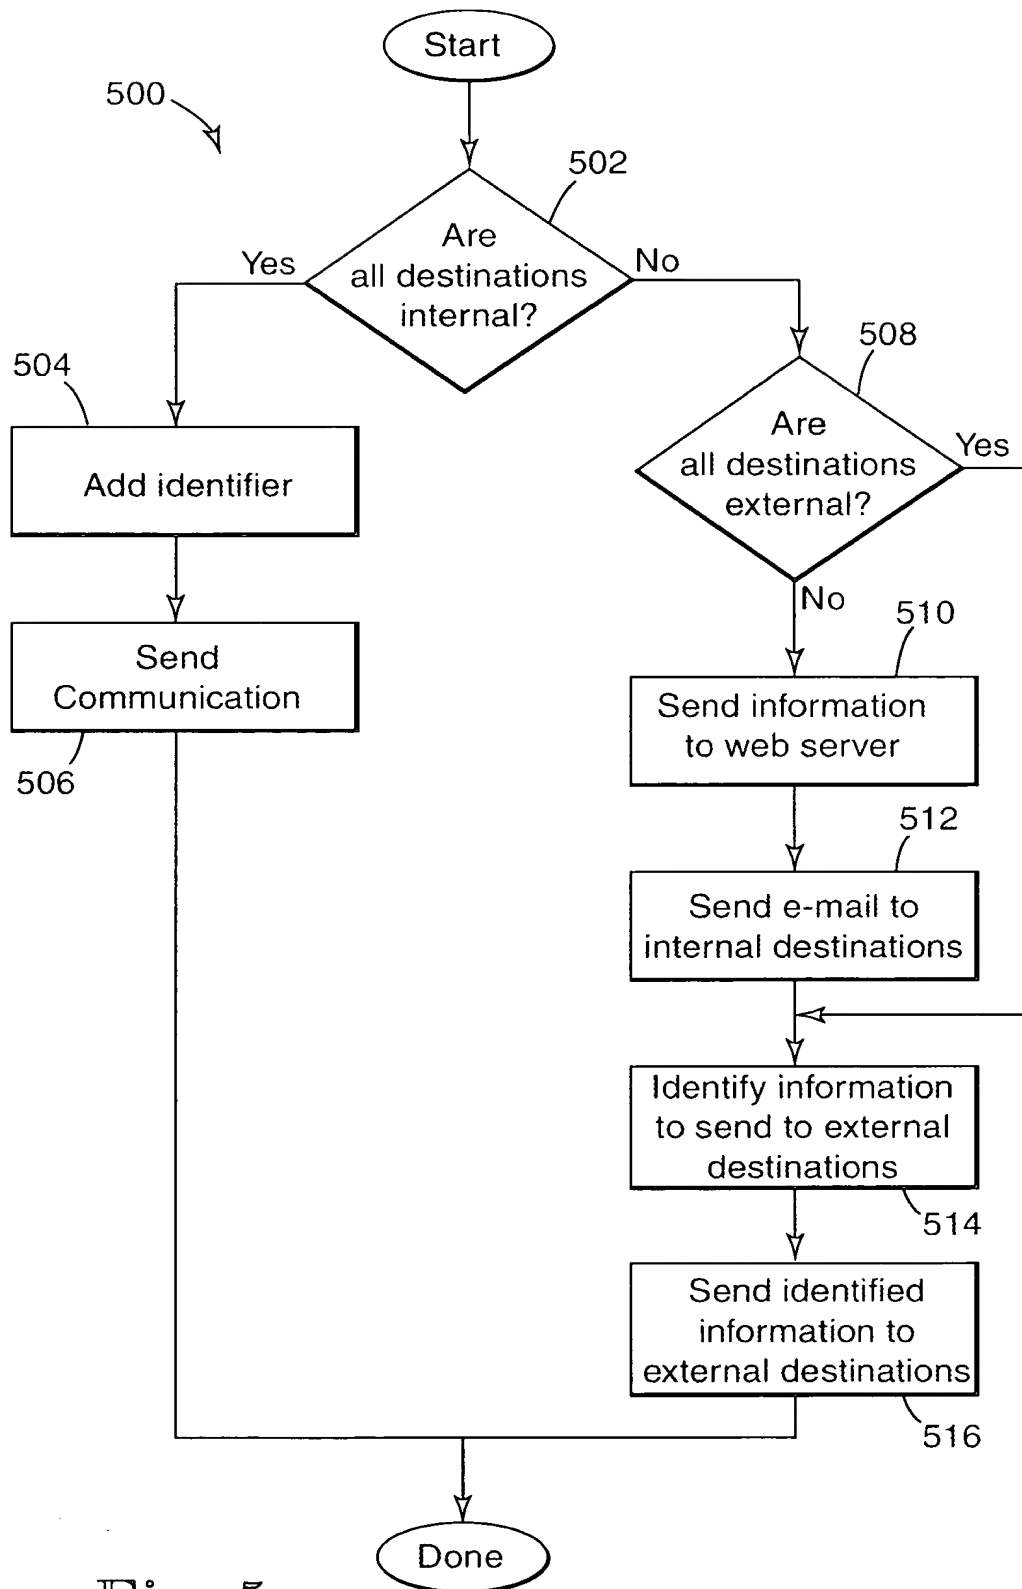 Start
500
502
Are
all destinations
internal?
Yes
No
504
508
Add identifier
Are
all destinations
external?
Yes
No
Send
Communication
506
510
Send information
to web server
512
Send e-mail to
internal destinations
Identify information
to send to external
destinations
514
Send identified
information to
external destinations
516
Done